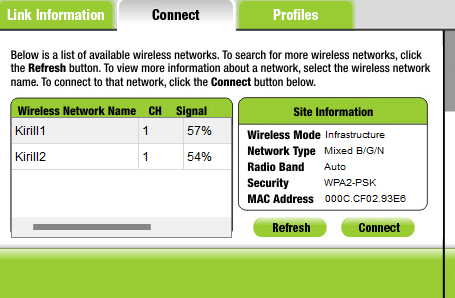 Link Information Connect Profiles
Below is a list of available wireless networks. To search for more wireless networks, click
the Refresh button. To view more information about a network, select the wireless network
name. To connect to that network, click the Connect button below.
Wireless Network Name CH Signal
Kirill1 1 57%
Kirill2 1 54%
Site Information
Wireless Mode Infrastructure
Network Type Mixed B/G/N
Radio Band Auto
Security WPA2-PSK
MAC Address 000C.CF02.93E6
Refresh Connect